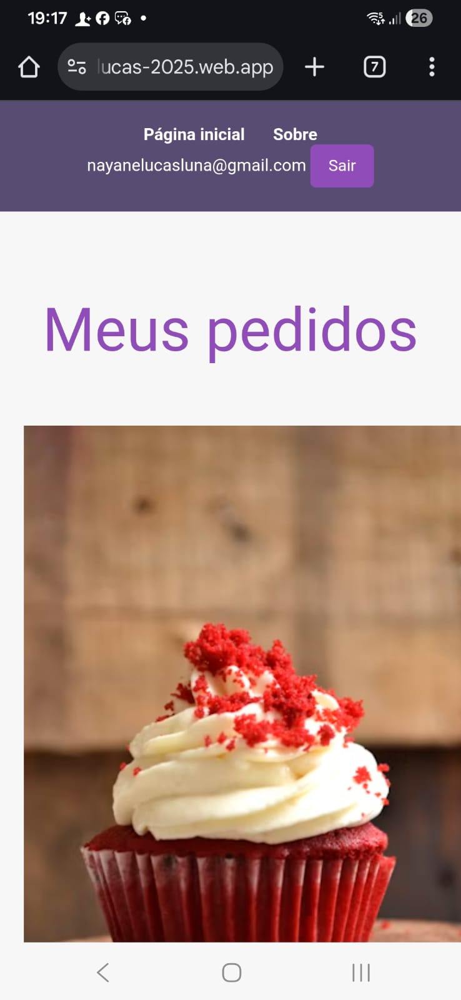 19:17
26
lucas-2025.web.app
7
Página inicial Sobre
nayanelucasluna@gmail.com Sair
Meus pedidos